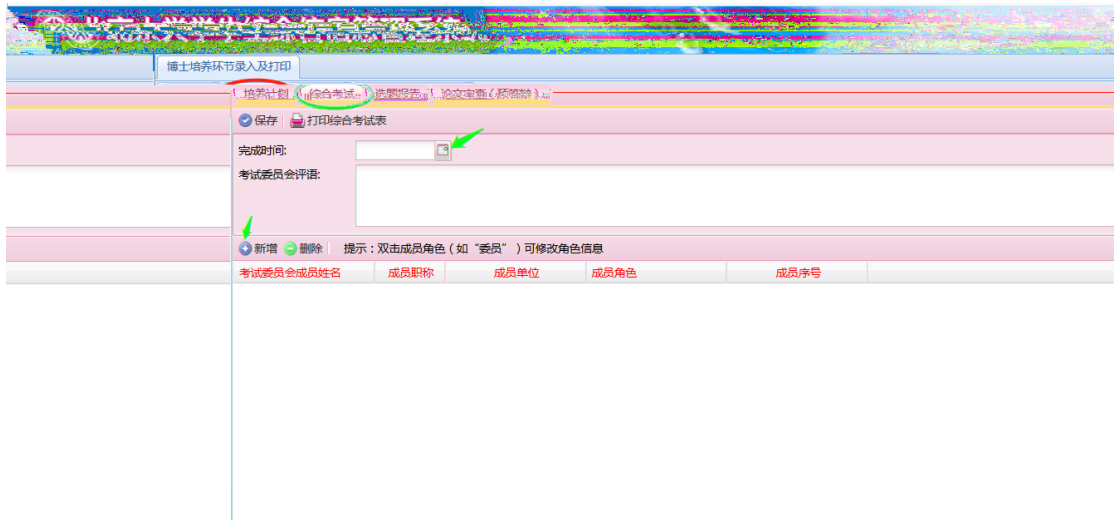 博士培养环节录入及打印
培养计划 综合考试 选题报告 论文审查(预答辩)
保存 打印综合考试表
完成时间:
考试委员会评语:
新增 删除 提示:双击成员角色(如“委员”)可修改角色信息
考试委员会成员姓名 成员职称 成员单位 成员角色 成员序号